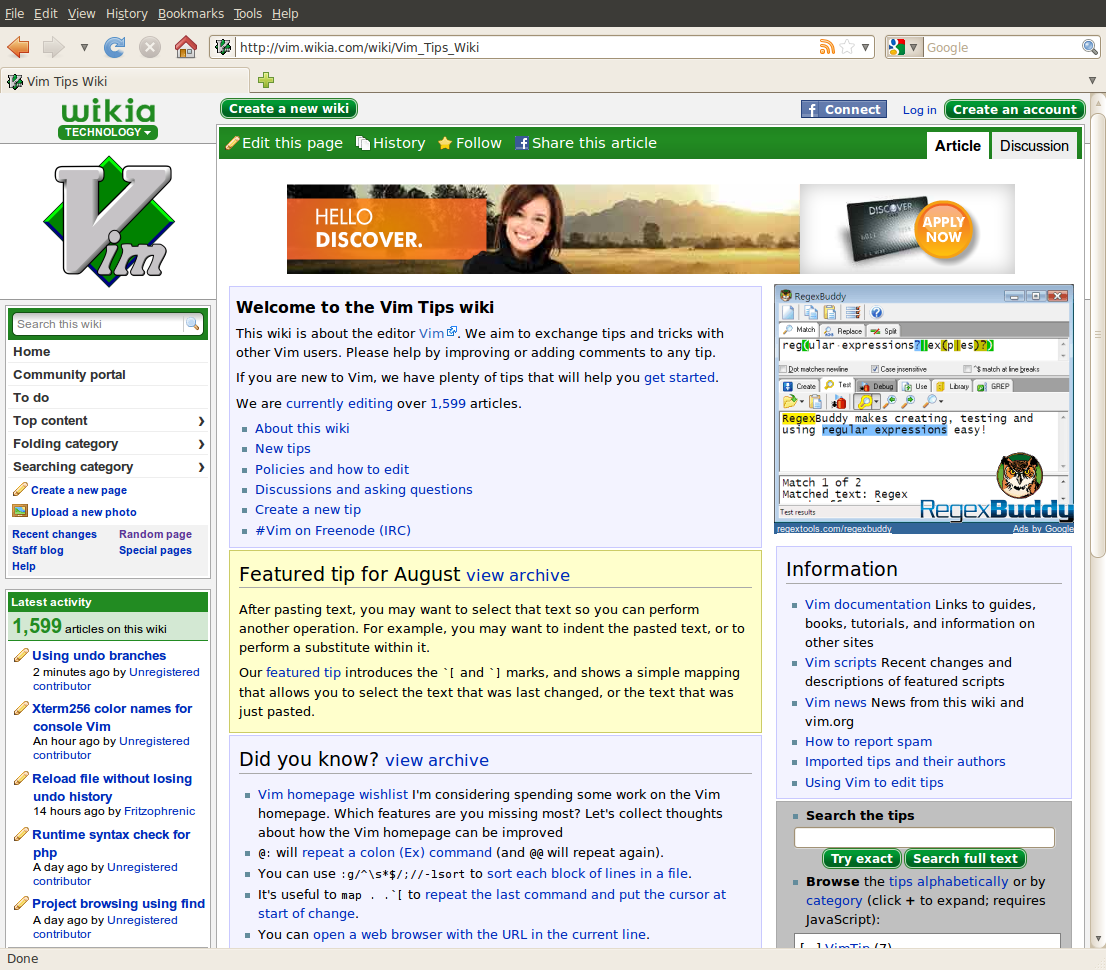 File Edit View History Bookmarks Tools Help
http://vim.wikia.com/wiki/Vim_Tips_Wiki
Google
Vim Tips Wiki
wikia
TECHNOLOGY
Create a new wiki
Connect
Log in
Create an account
Edit this page
History
Follow
Share this article
Article
Discussion
Vim
HELLO
DISCOVER.
DISCOVER
APPLY
NOW
Search this wiki
Home
Community portal
To do
Top content
Folding category
Searching category
Create a new page
Upload a new photo
Recent changes Random page
Staff blog Special pages
Help
Latest activity
1,599 articles on this wiki
Using undo branches
2 minutes ago by Unregistered
contributor
Xterm256 color names for
console Vim
An hour ago by Unregistered
contributor
Reload file without losing
undo history
14 hours ago by Fritzophrenic
Runtime syntax check for
php
A day ago by Unregistered
contributor
Project browsing using find
A day ago by Unregistered
contributor
Welcome to the Vim Tips wiki
This wiki is about the editor Vim. We aim to exchange tips and tricks with
other Vim users. Please help by improving or adding comments to any tip.
If you are new to Vim, we have plenty of tips that will help you get started.
We are currently editing over 1,599 articles.
About this wiki
New tips
Policies and how to edit
Discussions and asking questions
Create a new tip
#Vim on Freenode (IRC)
Featured tip for August view archive
After pasting text, you may want to select that text so you can perform
another operation. For example, you may want to indent the pasted text, or to
perform a substitute within it.
Our featured tip introduces the `[ and `] marks, and shows a simple mapping
that allows you to select the text that was last changed, or the text that was
just pasted.
Did you know? view archive
Vim homepage wishlist I'm considering spending some work on the Vim
homepage. Which features are you missing most? Let's collect thoughts
about how the Vim homepage can be improved
@: will repeat a colon (Ex) command (and @@ will repeat again).
You can use :g/^\s*$/;//-1sort to sort each block of lines in a file.
It's useful to map . .`[ to repeat the last command and put the cursor at
start of change.
You can open a web browser with the URL in the current line.
RegexBuddy
Match Replace Split
reg(ular expressions?|ex(p|es)?)
Dot matches newline Case insensitive ^$ match at line breaks
Create Test Debug Use Library GREP
RegexBuddy makes creating, testing and
using regular expressions easy!
Match 1 of 2
Matched text: Regex
Test results
RegexBuddy
regextools.com/regexbuddy
Ads by Google
Information
Vim documentation Links to guides,
books, tutorials, and information on
other sites
Vim scripts Recent changes and
descriptions of featured scripts
Vim news News from this wiki and
vim.org
How to report spam
Imported tips and their authors
Using Vim to edit tips
Search the tips
Try exact Search full text
Browse the tips alphabetically or by
category (click + to expand; requires
JavaScript):
VimTip (7)
Done